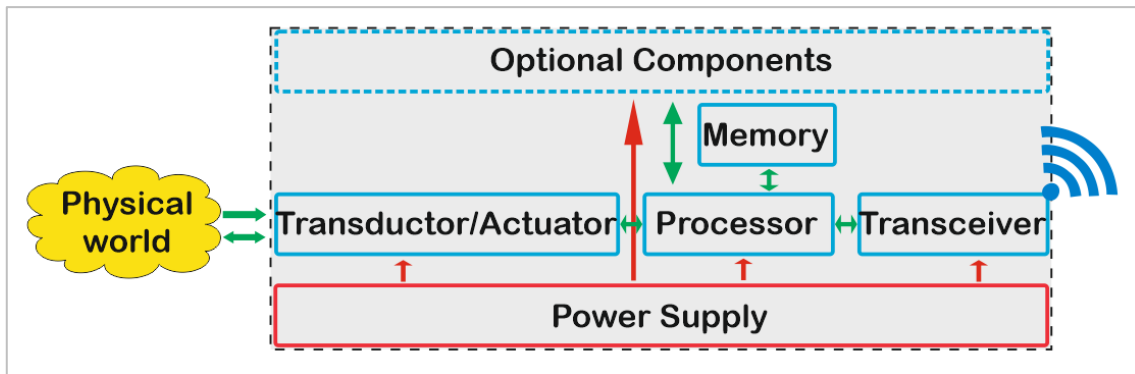 Optional Components
Memory
Physical
world
Transductor/Actuator
Processor
Transceiver
Power Supply